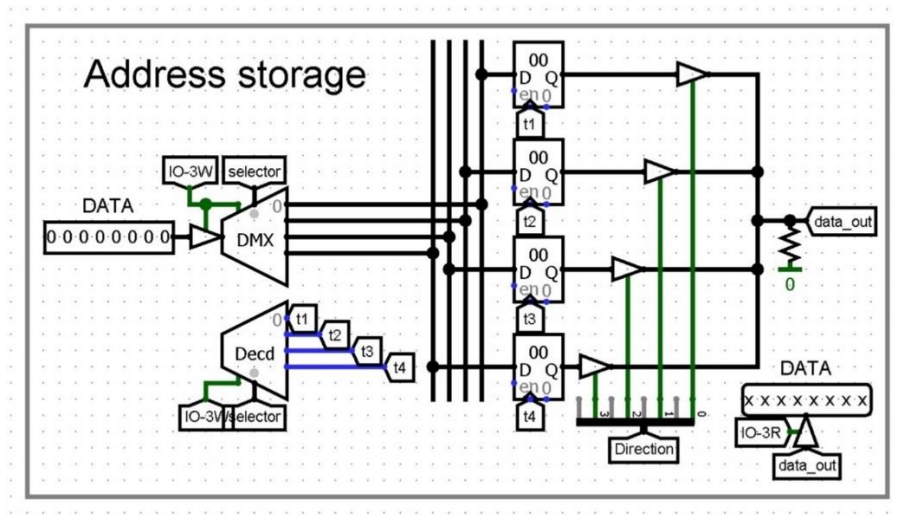 Address storage
00
D Q
en 0
t1
00
D Q
en 0
t2
00
D Q
en 0
t3
00
D Q
en 0
t4
IO-3W
selector
DATA
0 0 0 0 0 0 0 0
0
DMX
data_out
0
0
Decd
t1
t2
t3
t4
IO-3W
selector
3
2
1
0
Direction
DATA
x x x x x x x x
IO-3R
data_out